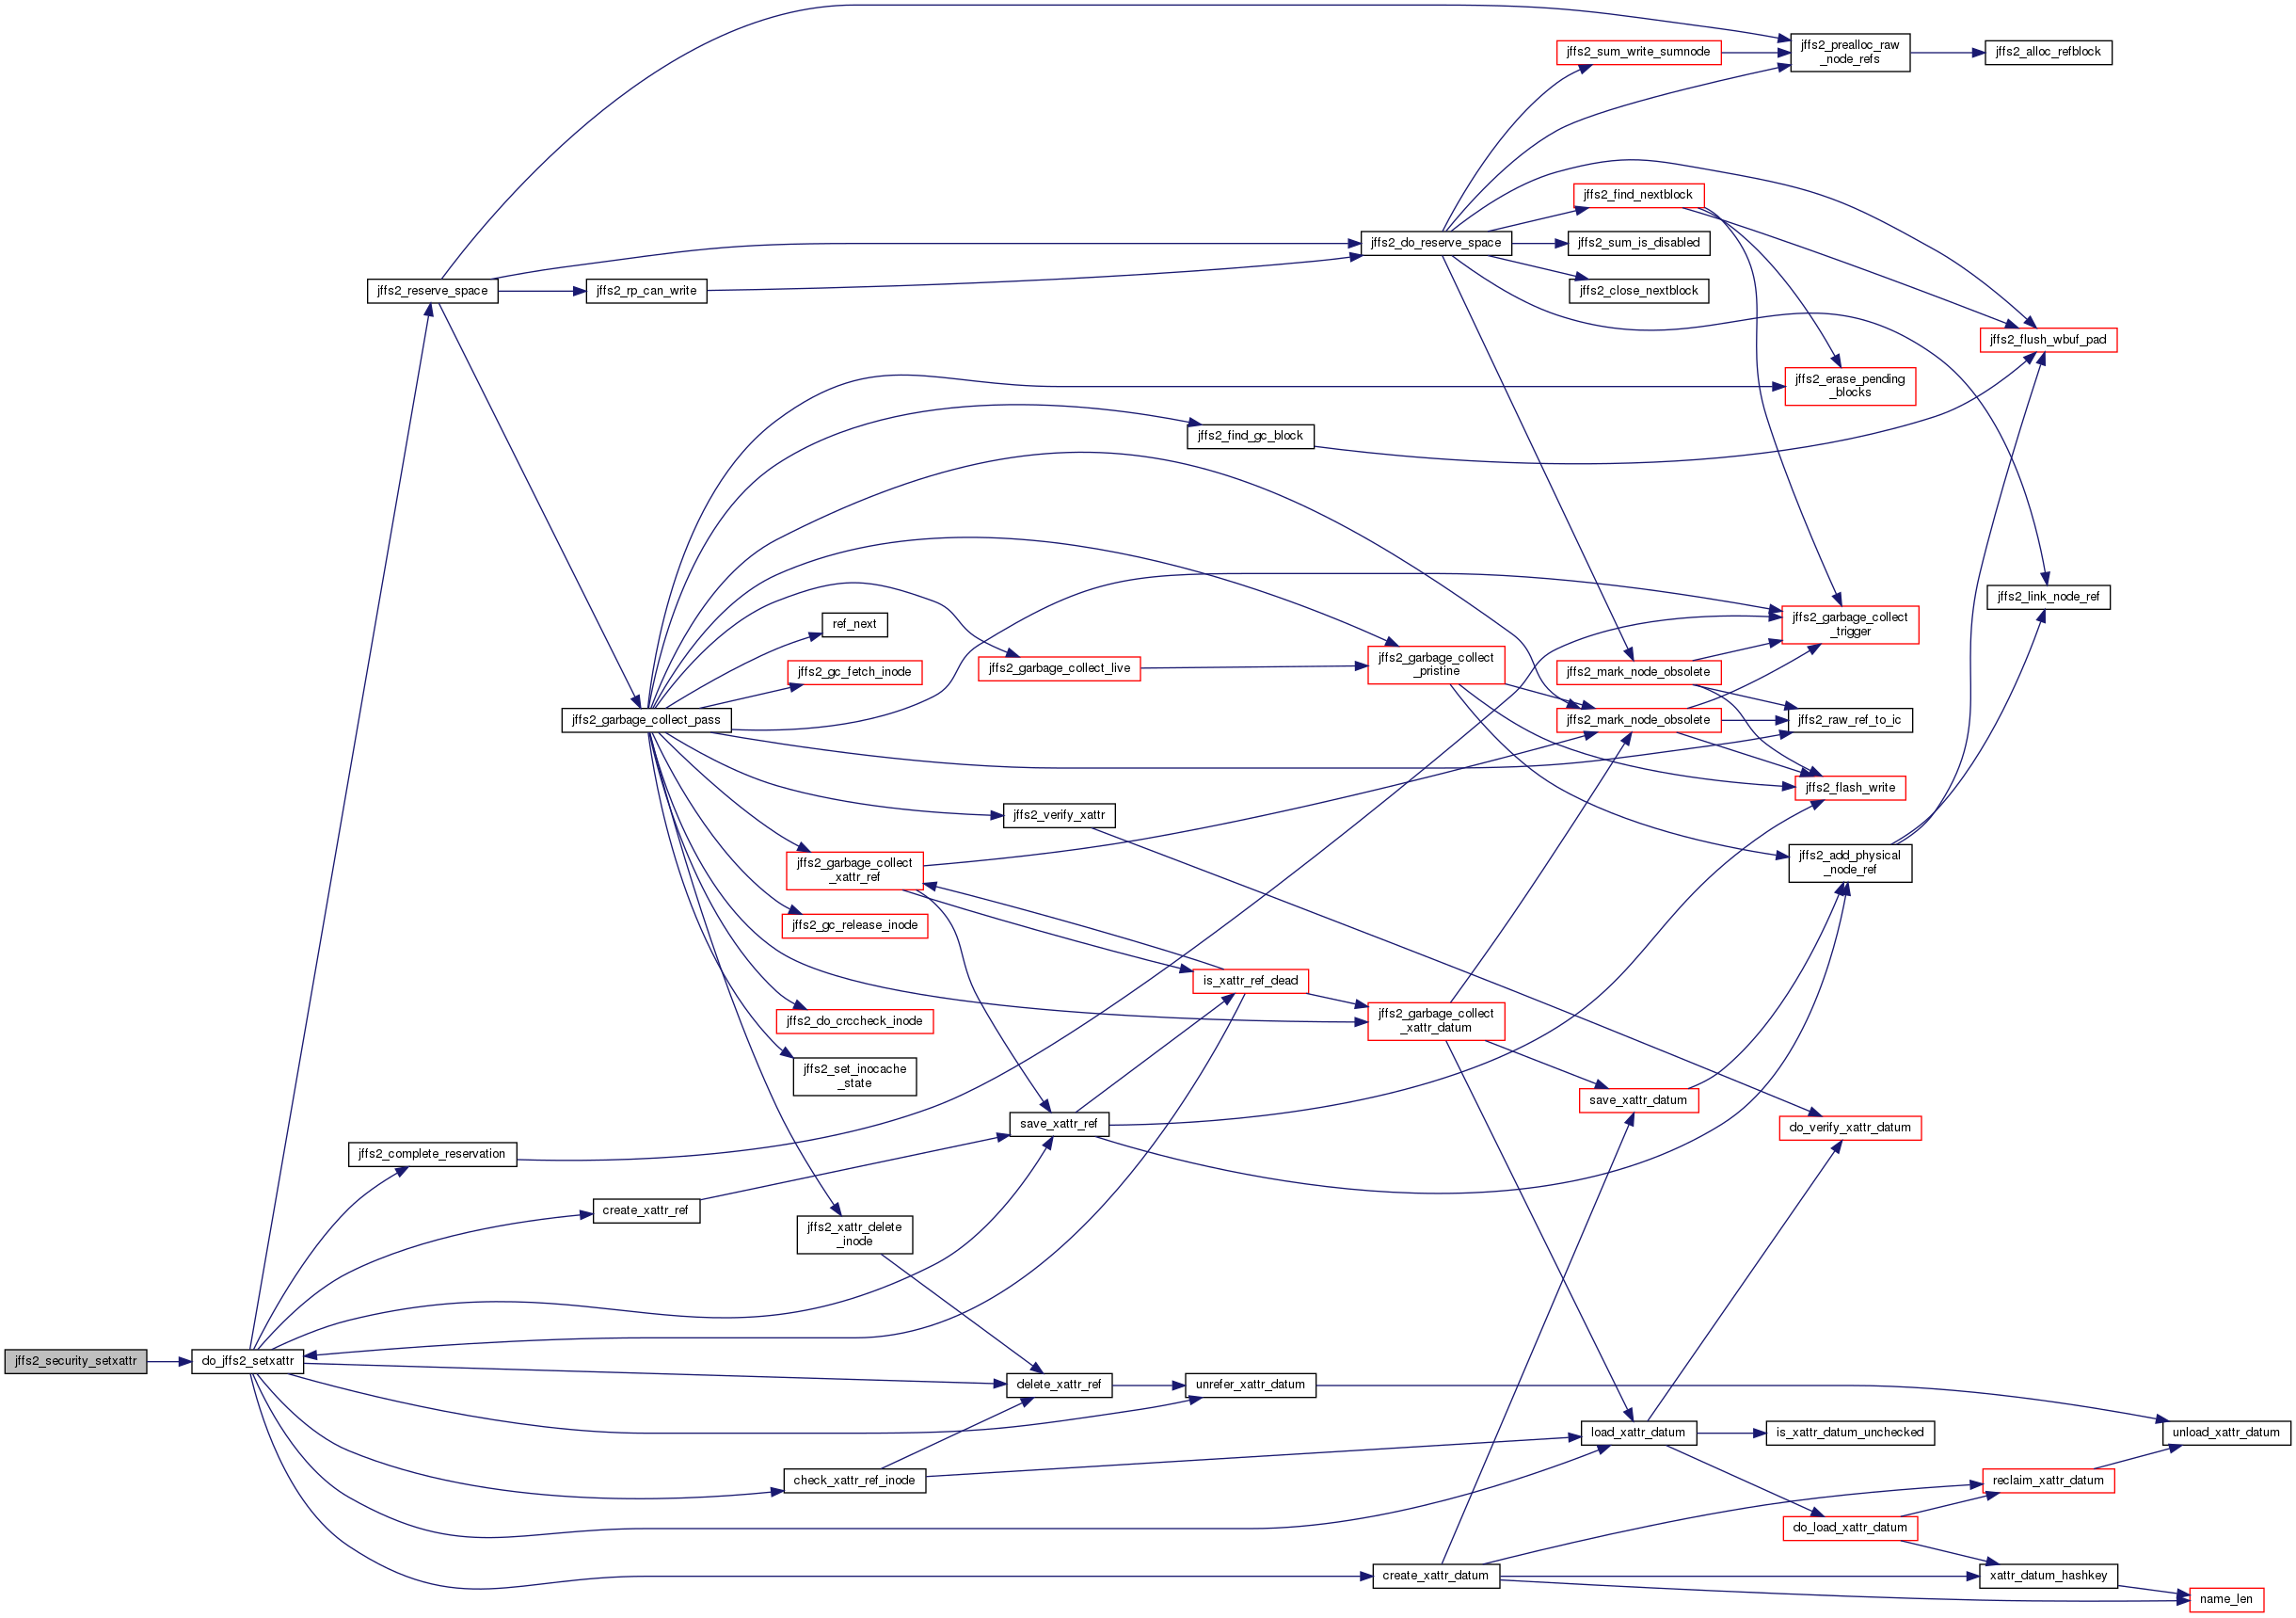 jffs2_prealloc_raw
_node_refs
jffs2_sum_write_sumnode
jffs2_alloc_refblock
jffs2_find_nextblock
jffs2_do_reserve_space
jffs2_sum_is_disabled
jffs2_reserve_space
jffs2_rp_can_write
jffs2_close_nextblock
jffs2_flush_wbuf_pad
jffs2_erase_pending
_blocks
jffs2_find_gc_block
jffs2_link_node_ref
ref_next
jffs2_garbage_collect
_trigger
jffs2_gc_fetch_inode
jffs2_garbage_collect_live
jffs2_garbage_collect
_pristine
jffs2_mark_node_obsolete
jffs2_garbage_collect_pass
jffs2_mark_node_obsolete
jffs2_raw_ref_to_ic
jffs2_flash_write
jffs2_verify_xattr
jffs2_garbage_collect
_xattr_ref
jffs2_add_physical
_node_ref
jffs2_gc_release_inode
is_xattr_ref_dead
jffs2_do_crccheck_inode
jffs2_garbage_collect
_xattr_datum
jffs2_set_inocache
_state
save_xattr_datum
save_xattr_ref
do_verify_xattr_datum
jffs2_complete_reservation
create_xattr_ref
jffs2_xattr_delete
_inode
jffs2_security_setxattr
do_jffs2_setxattr
delete_xattr_ref
unrefer_xattr_datum
load_xattr_datum
is_xattr_datum_unchecked
unload_xattr_datum
check_xattr_ref_inode
reclaim_xattr_datum
do_load_xattr_datum
create_xattr_datum
xattr_datum_hashkey
name_len